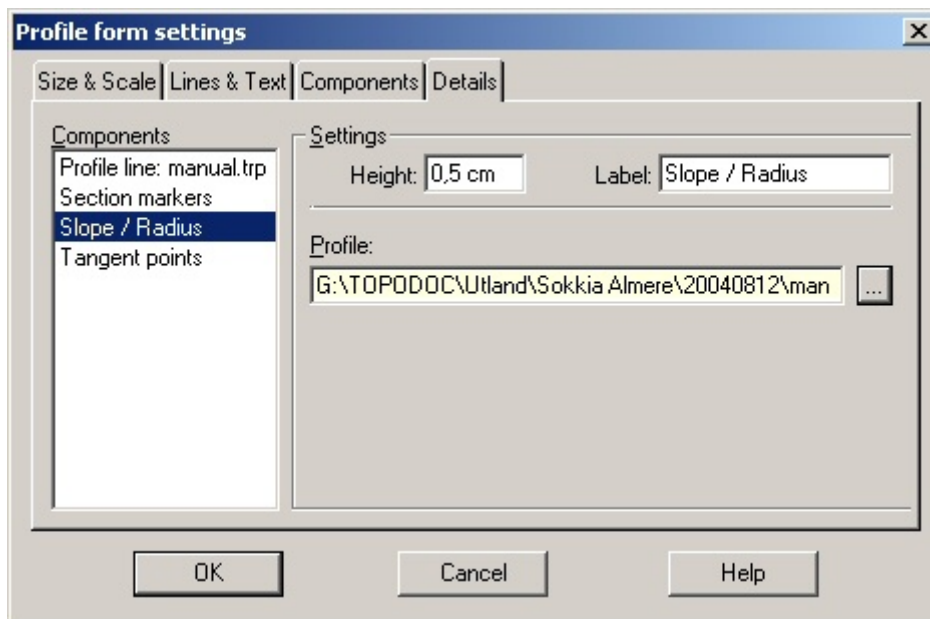 Profile form settings
Size & Scale Lines & Text Components Details
Components
Profile line: manual.trp
Section markers
Slope / Radius
Tangent points
Settings
Height: 0,5 cm Label: Slope / Radius
Profile:
G:\TOPODOC\Utland\Sokkia Almere\20040812\man ...
OK Cancel Help